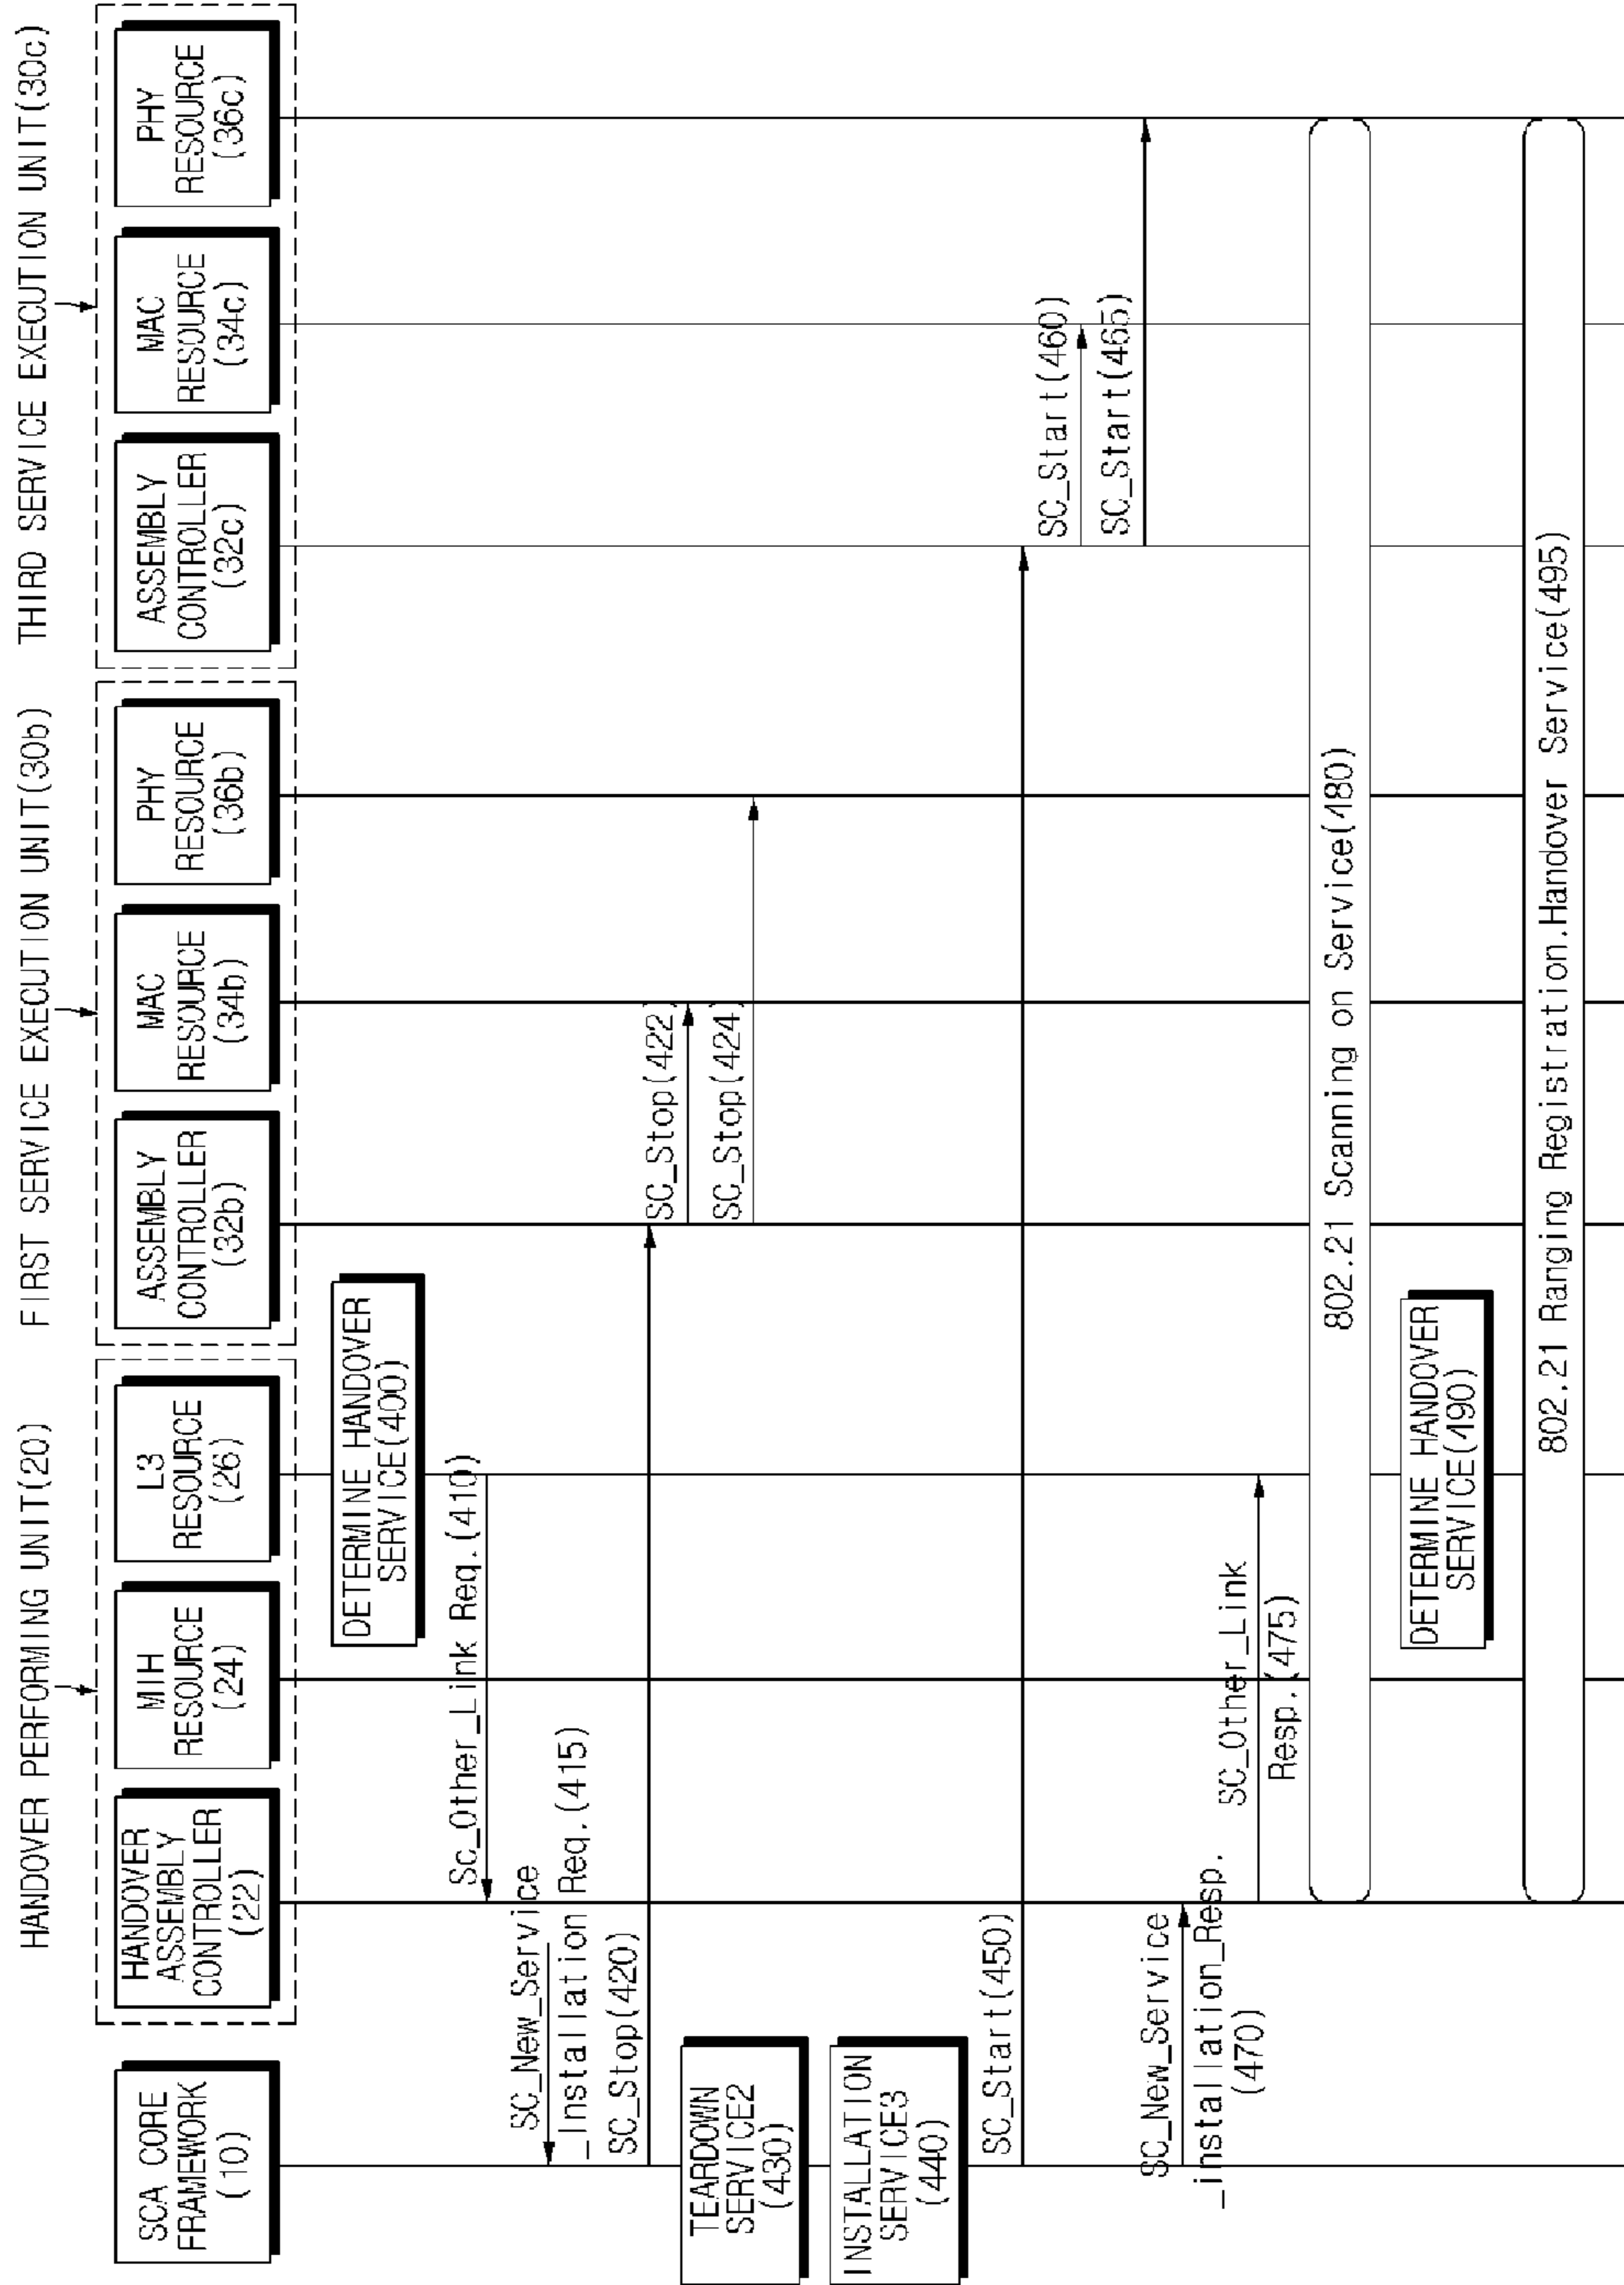 HANDOVER PERFORMING UNIT(20)
FIRST SERVICE EXECUTION UNIT(30b)
THIRD SERVICE EXECUTION UNIT(30c)
SCA CORE
FRAMEWORK
(10)
HANDOVER
ASSEMBLY
CONTROLLER
(22)
MIH
RESOURCE
(24)
L3
RESOURCE
(26)
ASSEMBLY
CONTROLLER
(32b)
MAC
RESOURCE
(34b)
PHY
RESOURCE
(36b)
ASSEMBLY
CONTROLLER
(32c)
MAC
RESOURCE
(34c)
PHY
RESOURCE
(36c)
DETERMINE HANDOVER
SERVICE(400)
Sc_Other_Link Req.(410)
SC_New_Service
_Installation Req.(415)
SC_Stop(420)
SC_Stop(422)
SC_Stop(424)
TEARDOWN
SERVICE2
(430)
INSTALLATION
SERVICE3
(440)
SC_Start(450)
SC_Start(460)
SC_Start(465)
SC_New_Service
_installation_Resp.
(470)
SC_Other_Link
Resp.(475)
802.21 Scanning on Service(480)
DETERMINE HANDOVER
SERVICE(490)
802.21 Ranging Registration.Handover Service(495)